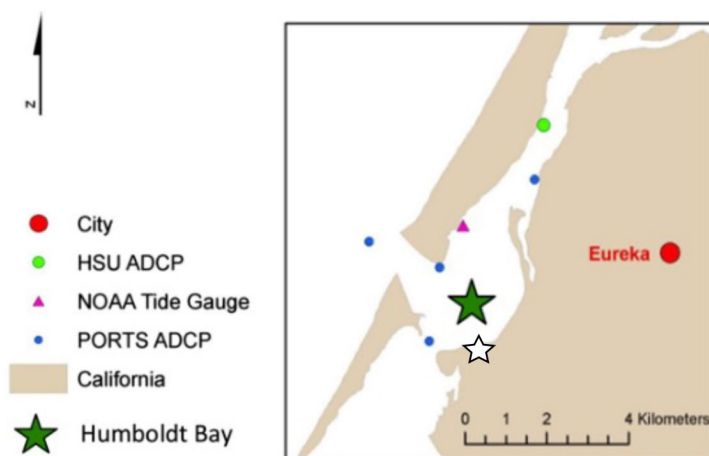 N
City
HSU ADCP
NOAA Tide Gauge
PORTS ADCP
California
Humboldt Bay
Eureka
0 1 2 4 Kilometers